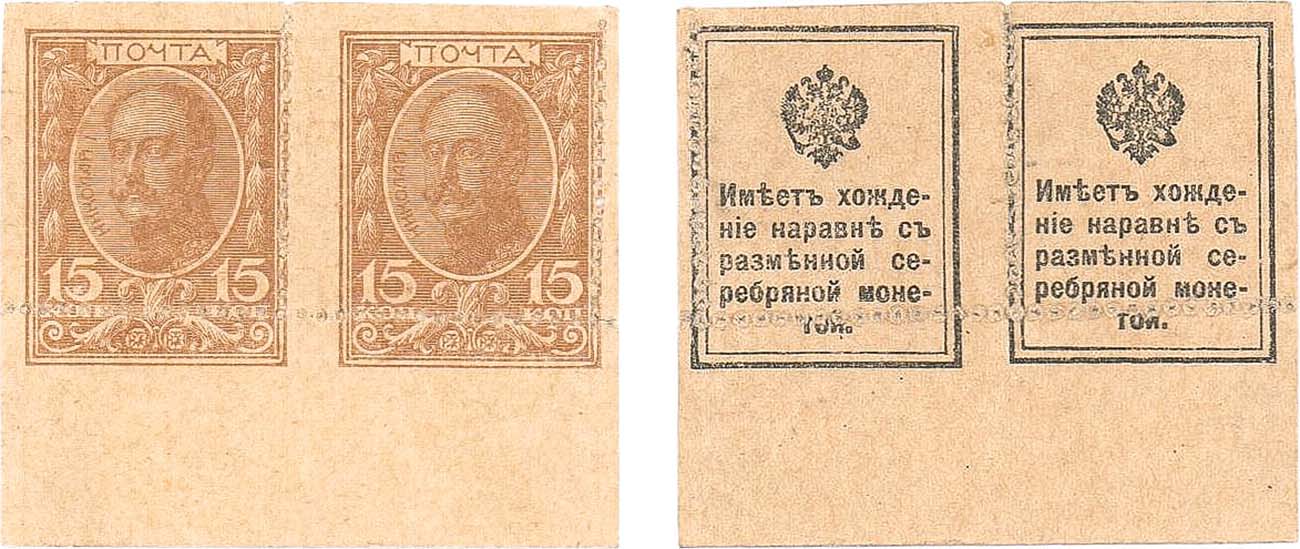 ПОЧТА
НИКОЛАЙ I
15 15
ПОЧТА
НИКОЛАЙ I
15 15
КОП.
Имѣетъ хожде-
ніе наравнѣ съ
размѣнной се-
ребряной моне-
той.
Имѣетъ хожде-
ніе наравнѣ съ
размѣнной се-
ребряной моне-
той.